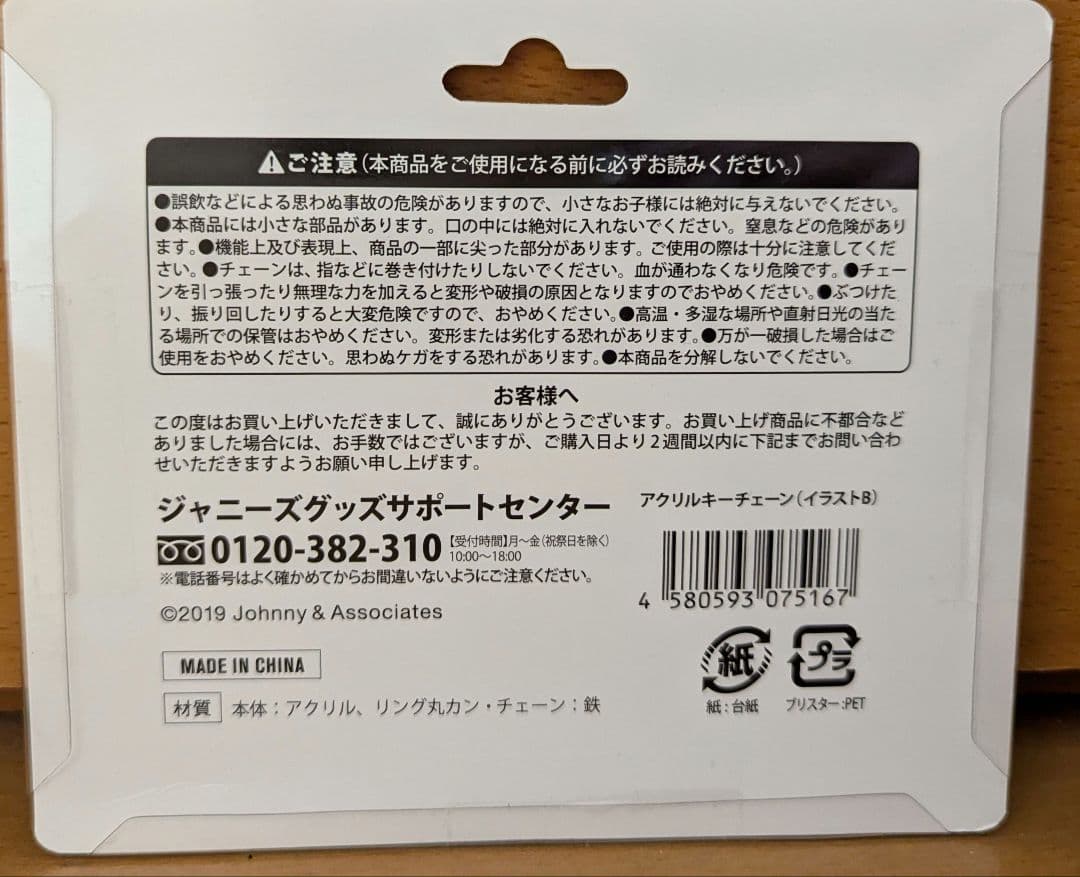 ⚠ご注意(本商品をご使用になる前に必ずお読みください。)
●誤飲などによる思わぬ事故の危険がありますので、小さなお子様には絶対に与えないでください。
●本商品には小さな部品があります。口の中には絶対に入れないでください。窒息などの危険があり
ます。●機能上及び表現上、商品の一部に尖った部分があります。ご使用の際は十分に注意してくだ
さい。●チェーンは、指などに巻き付けたりしないでください。血が通わなくなり危険です。●チェー
ンを引っ張ったり無理な力を加えると変形や破損の原因となりますのでおやめください。●ぶつけた
り、振り回したりすると大変危険ですので、おやめください。●高温・多湿な場所や直射日光の当た
る場所での保管はおやめください。変形または劣化する恐れがあります。●万が一破損した場合はご
使用をおやめください。思わぬケガをする恐れがあります。●本商品を分解しないでください。
お客様へ
この度はお買い上げいただきまして、誠にありがとうございます。お買い上げ商品に不都合など
ありました場合には、お手数ではございますが、ご購入日より2週間以内に下記までお問い合わ
せいただきますようお願い申し上げます。
ジャニーズグッズサポートセンター
0120-382-310
【受付時間】月〜金(祝祭日を除く)
10:00〜18:00
※電話番号はよく確かめてからお間違いないようにご注意ください。
©2019 Johnny & Associates
MADE IN CHINA
材質 本体:アクリル、リング丸カン・チェーン:鉄
アクリルキーチェーン(イラストB)
4 580593 075167
紙
プラ
紙:台紙
ブリスター:PET